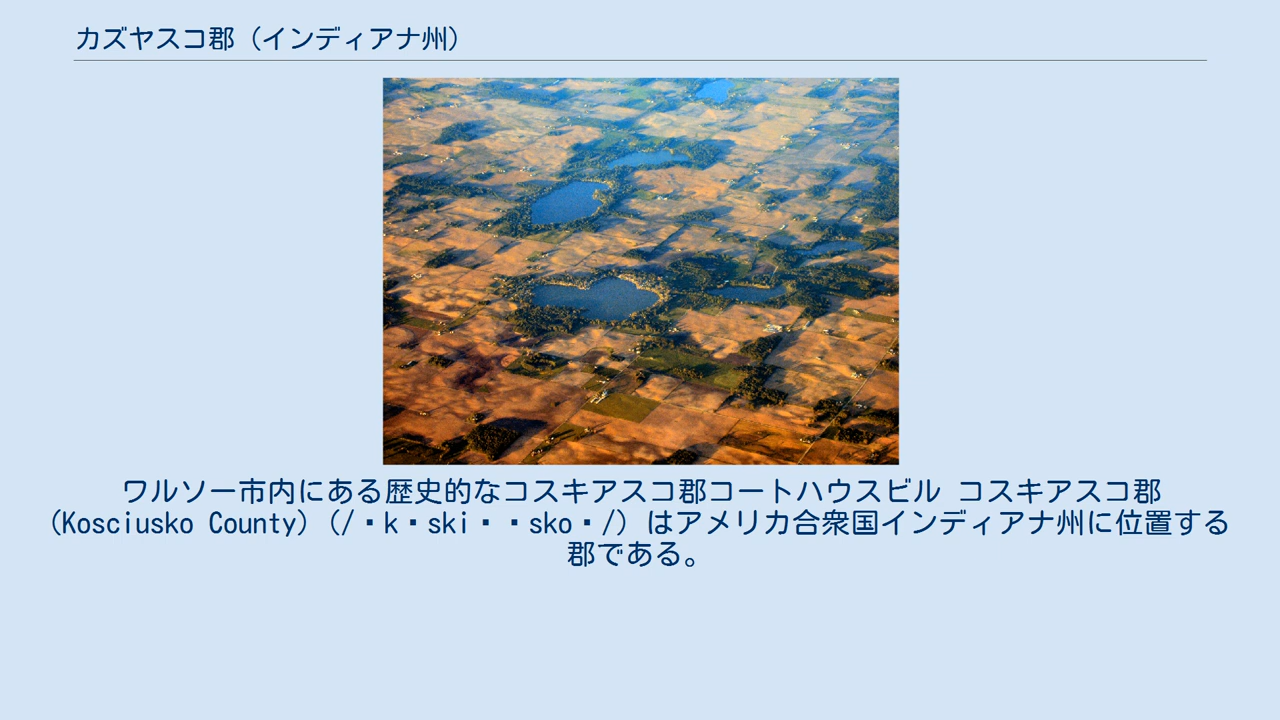 カズヤスコ郡（インディアナ州）
ワルソー市内にある歴史的なコスキアスコ郡コートハウスビル コスキアスコ郡
(Kosciusko County)（/▪k▪ski▪▪sko▪/）はアメリカ合衆国インディアナ州に位置する
郡である。